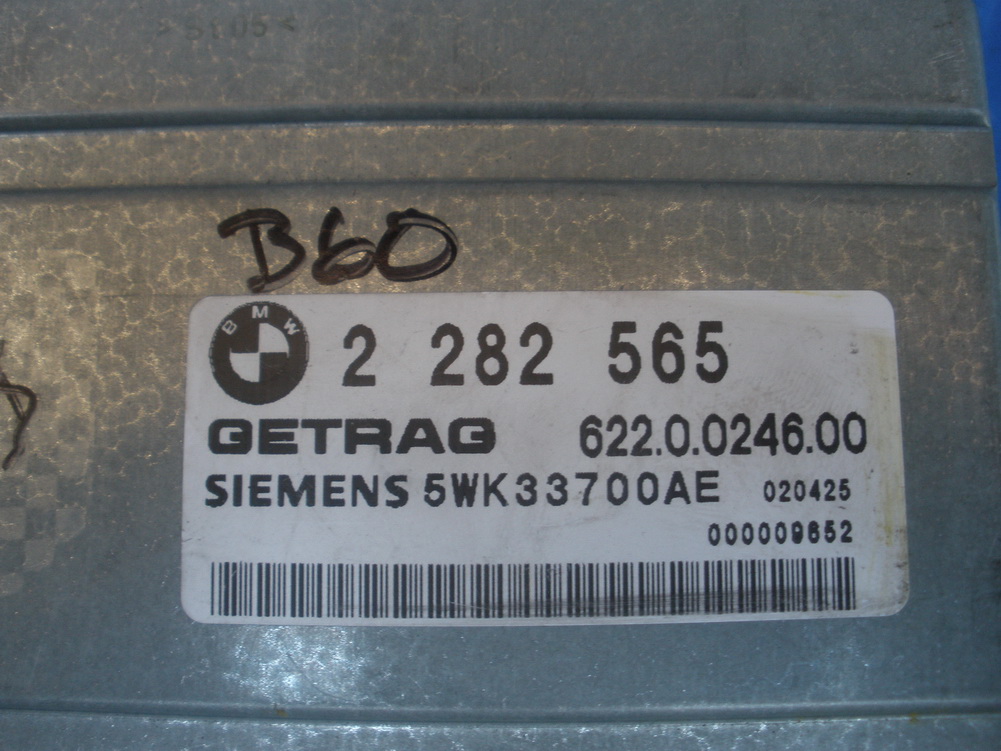 B60
BMW 2 282 565
GETRAG 622.0.0246.00
SIEMENS 5WK33700AE 020425
000009652